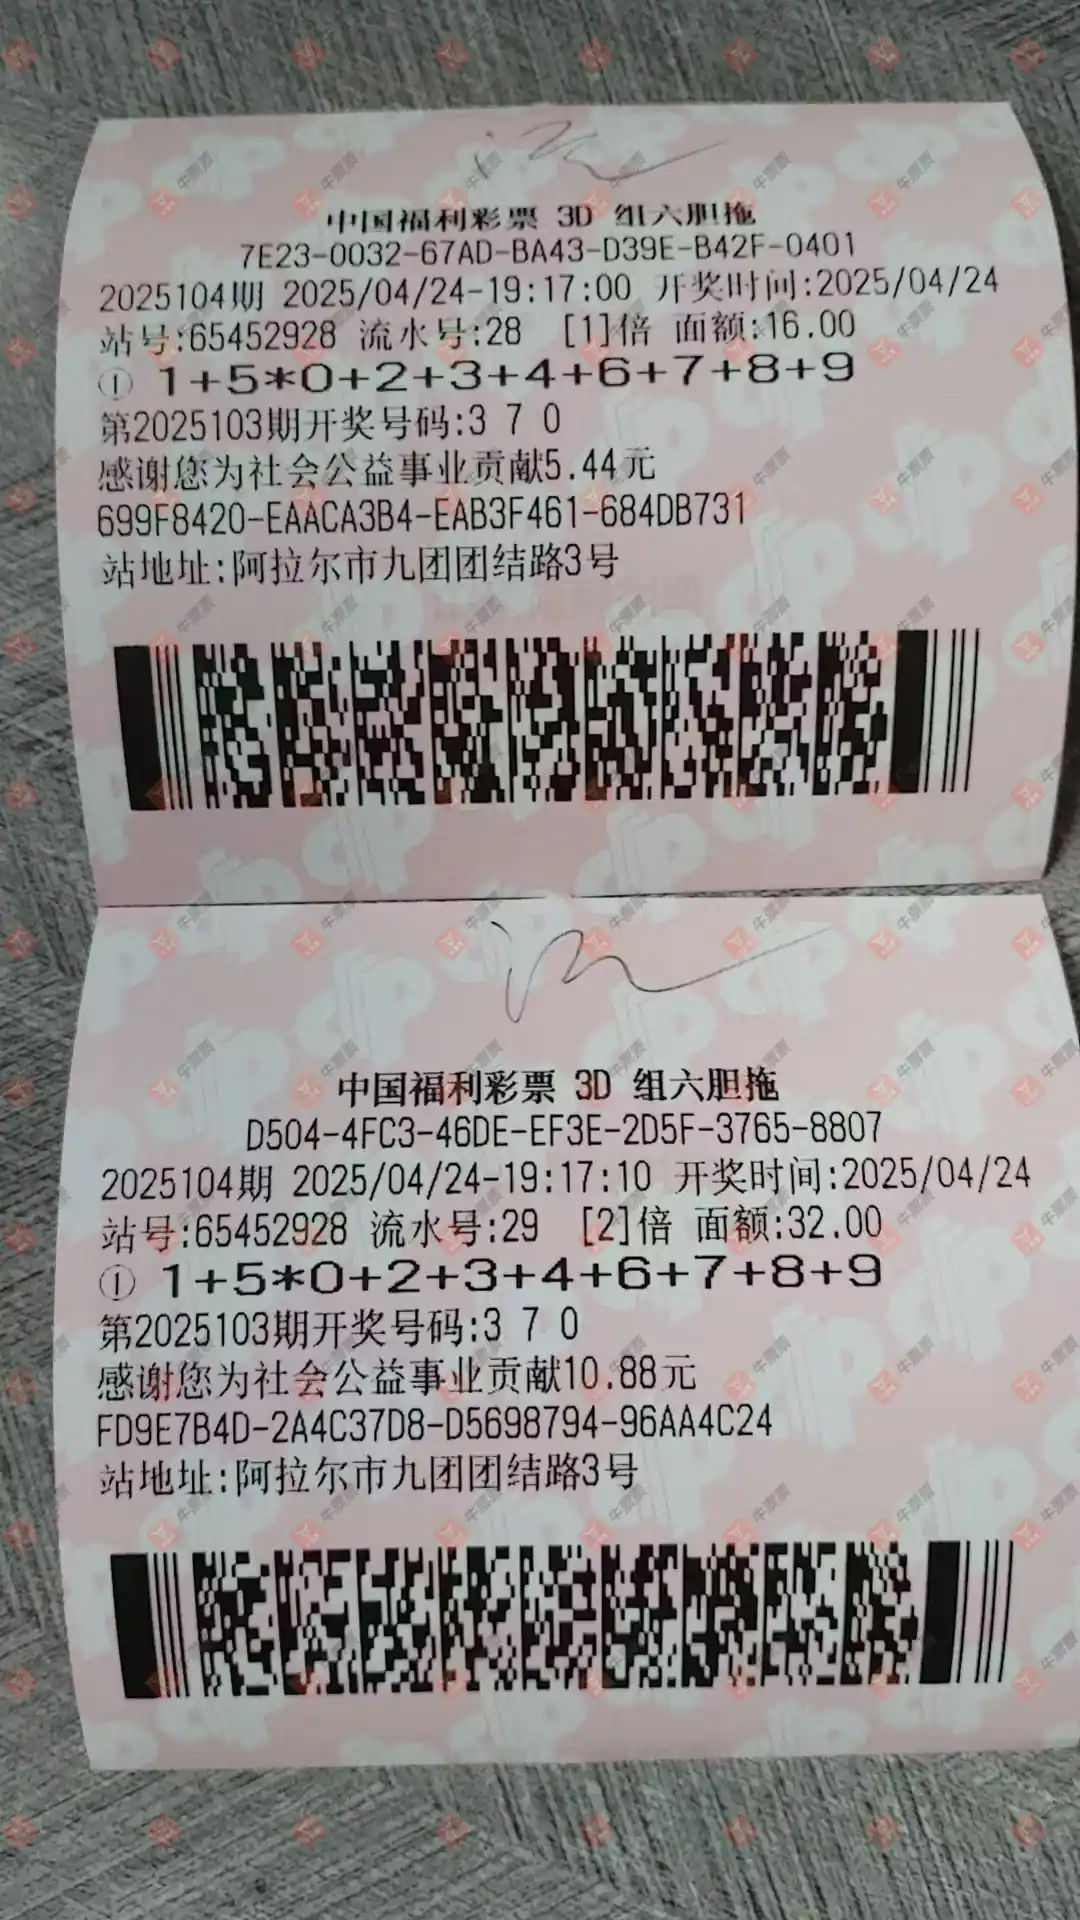 中国福利彩票 3D 组六胆拖
7E23-0032-67AD-BA43-D39E-B42F-0401
2025104期 2025/04/24-19:17:00 开奖时间:2025/04/24
站号:65452928 流水号:28 [1]倍 面额:16.00
① 1+5*0+2+3+4+6+7+8+9
第2025103期开奖号码:3 7 0
感谢您为社会公益事业贡献5.44元
699F8420-EAACA3B4-EAB3F461-684DB731
站地址:阿拉尔市九团团结路3号
中国福利彩票 3D 组六胆拖
D504-4FC3-46DE-EF3E-2D5F-3765-8807
2025104期 2025/04/24-19:17:10 开奖时间:2025/04/24
站号:65452928 流水号:29 [2]倍 面额:32.00
① 1+5*0+2+3+4+6+7+8+9
第2025103期开奖号码:3 7 0
感谢您为社会公益事业贡献10.88元
FD9E7B4D-2A4C37D8-D5698794-96AA4C24
站地址:阿拉尔市九团团结路3号